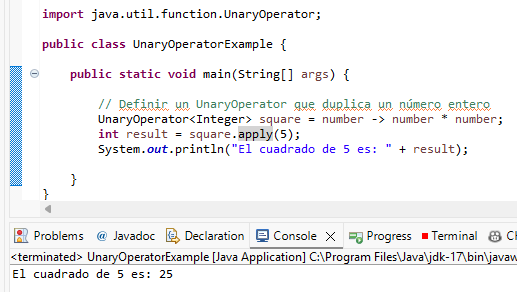 import java.util.function.UnaryOperator;
public class UnaryOperatorExample {
public static void main(String[] args) {
// Definir un UnaryOperator que duplica un número entero
UnaryOperator<Integer> square = number -> number * number;
int result = square.apply(5);
System.out.println("El cuadrado de 5 es: " + result);
}
}
Problems @ Javadoc Declaration Console Progress Terminal
<terminated> UnaryOperatorExample [Java Application] C:\Program Files\Java\jdk-17\bin\javaw
El cuadrado de 5 es: 25